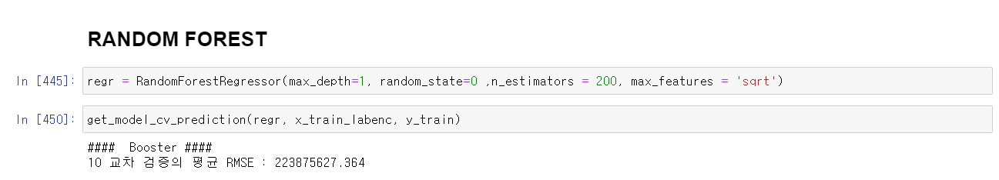 RANDOM FOREST
In [445]: regr = RandomForestRegressor(max_depth=1, random_state=0 ,n_estimators = 200, max_features = 'sqrt')
In [450]: get_model_cv_prediction(regr, x_train_labenc, y_train)
####  Booster ####
10 교차 검증의 평균 RMSE : 223875627.364